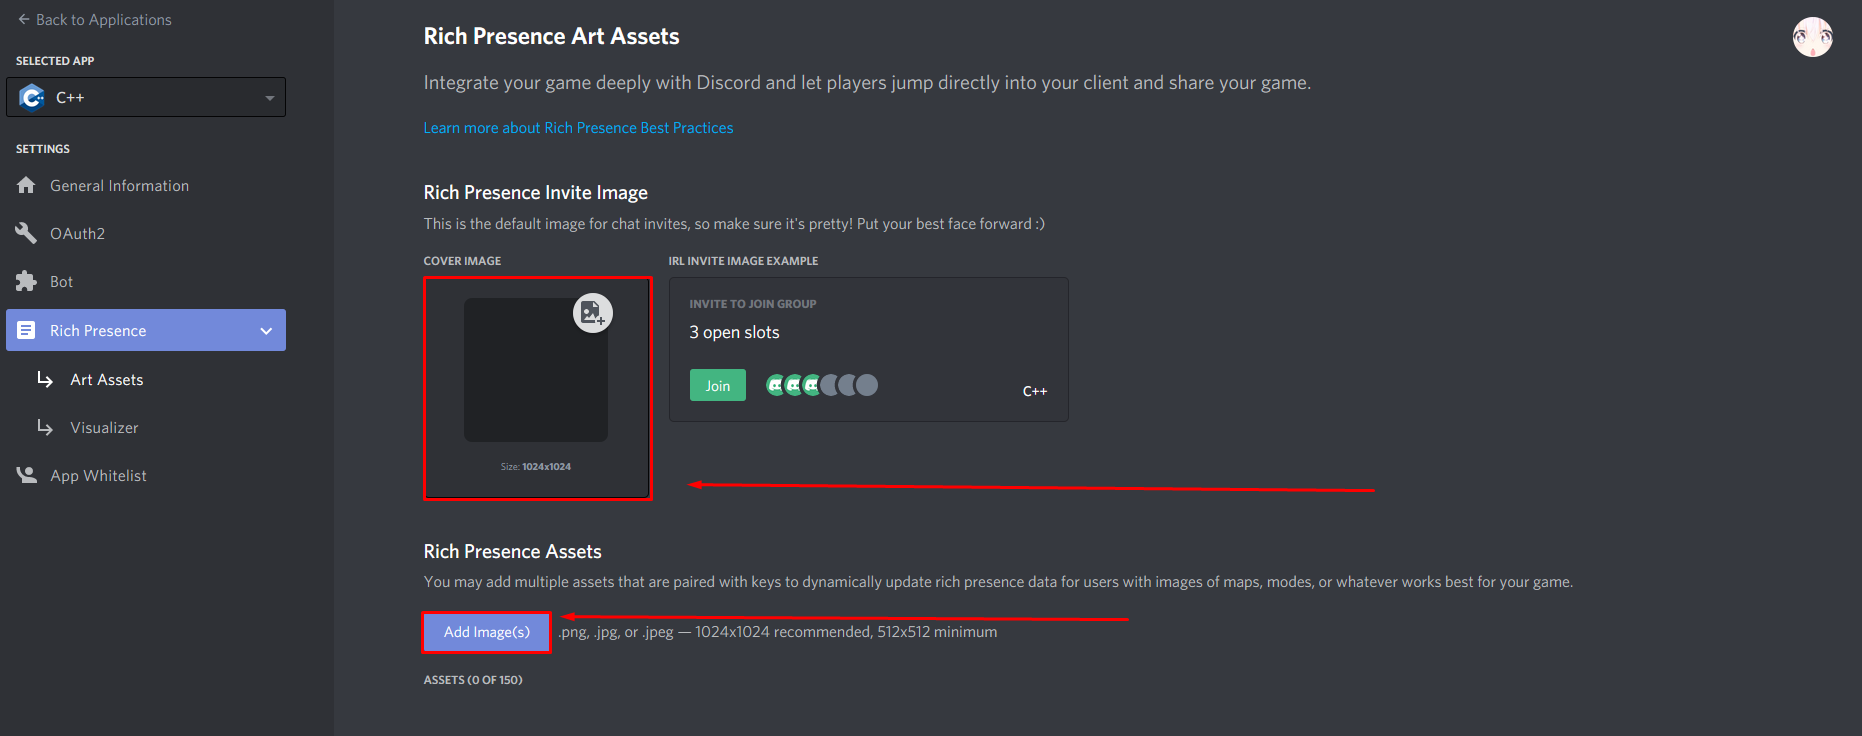 Back to Applications
SELECTED APP
C++
SETTINGS
General Information
OAuth2
Bot
Rich Presence
Art Assets
Visualizer
App Whitelist
Rich Presence Art Assets
Integrate your game deeply with Discord and let players jump directly into your client and share your game.
Learn more about Rich Presence Best Practices
Rich Presence Invite Image
This is the default image for chat invites, so make sure it's pretty! Put your best face forward :)
COVER IMAGE
Size: 1024x1024
IRL INVITE IMAGE EXAMPLE
INVITE TO JOIN GROUP
3 open slots
Join
C++
Rich Presence Assets
You may add multiple assets that are paired with keys to dynamically update rich presence data for users with images of maps, modes, or whatever works best for your game.
Add Image(s) .png, .jpg, or .jpeg — 1024x1024 recommended, 512x512 minimum
ASSETS (0 OF 150)